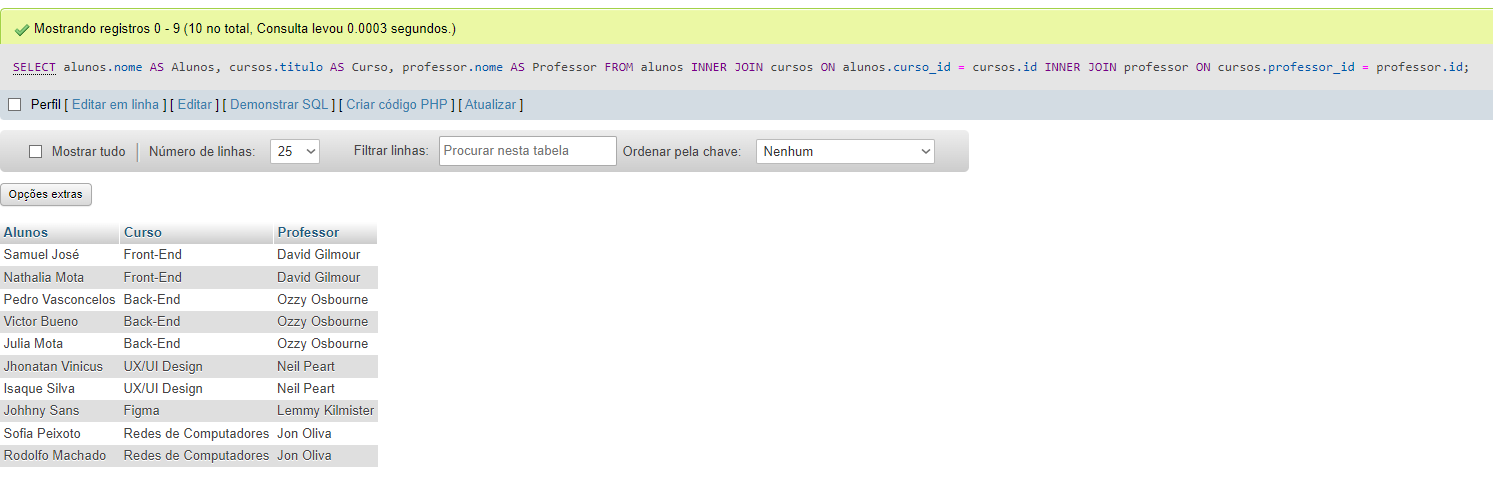 Mostrando registros 0 - 9 (10 no total, Consulta levou 0.0003 segundos.)
SELECT alunos.nome AS Alunos, cursos.titulo AS Curso, professor.nome AS Professor FROM alunos INNER JOIN cursos ON alunos.curso_id = cursos.id INNER JOIN professor ON cursos.professor_id = professor.id;
Perfil [ Editar em linha ] [ Editar ] [ Demonstrar SQL ] [ Criar código PHP ] [ Atualizar ]
Mostrar tudo | Número de linhas: 25 Filtrar linhas: Procurar nesta tabela Ordenar pela chave: Nenhum
Opções extras
Alunos Curso Professor
Samuel José Front-End David Gilmour
Nathalia Mota Front-End David Gilmour
Pedro Vasconcelos Back-End Ozzy Osbourne
Victor Bueno Back-End Ozzy Osbourne
Julia Mota Back-End Ozzy Osbourne
Jhonatan Vinicus UX/UI Design Neil Peart
Isaque Silva UX/UI Design Neil Peart
Johhny Sans Figma Lemmy Kilmister
Sofia Peixoto Redes de Computadores Jon Oliva
Rodolfo Machado Redes de Computadores Jon Oliva